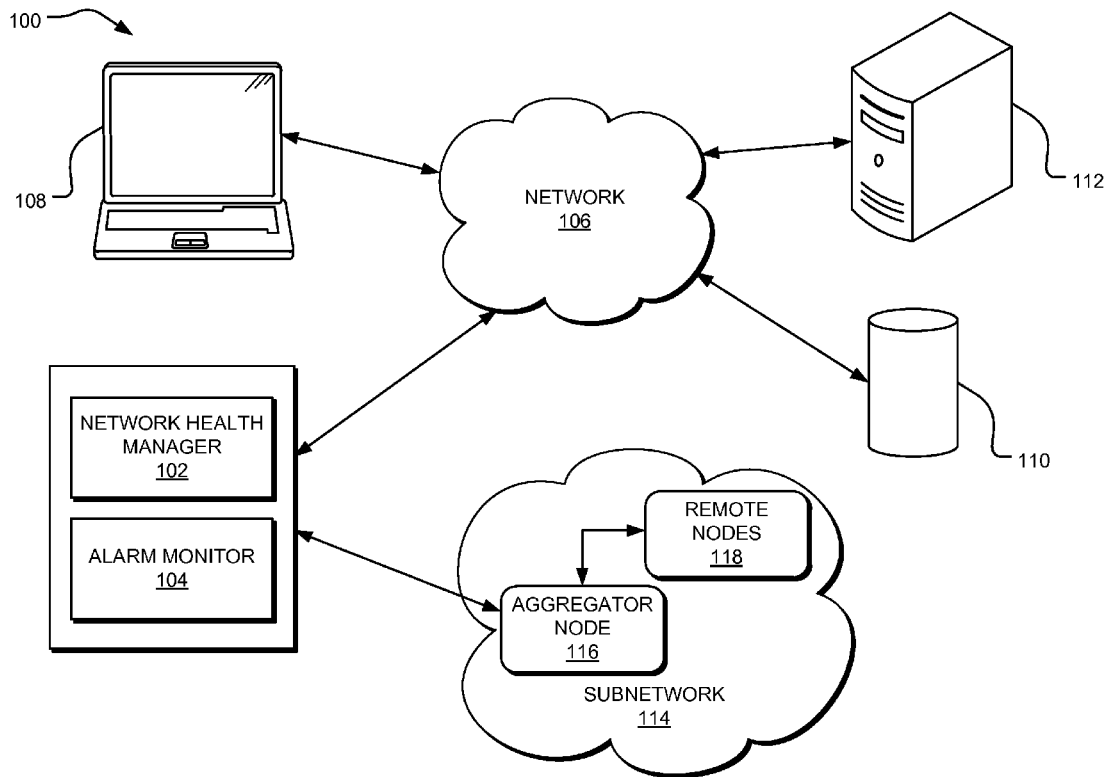 100
108
NETWORK
106
112
110
NETWORK HEALTH
MANAGER
102
ALARM MONITOR
104
REMOTE
NODES
118
AGGREGATOR
NODE
116
SUBNETWORK
114